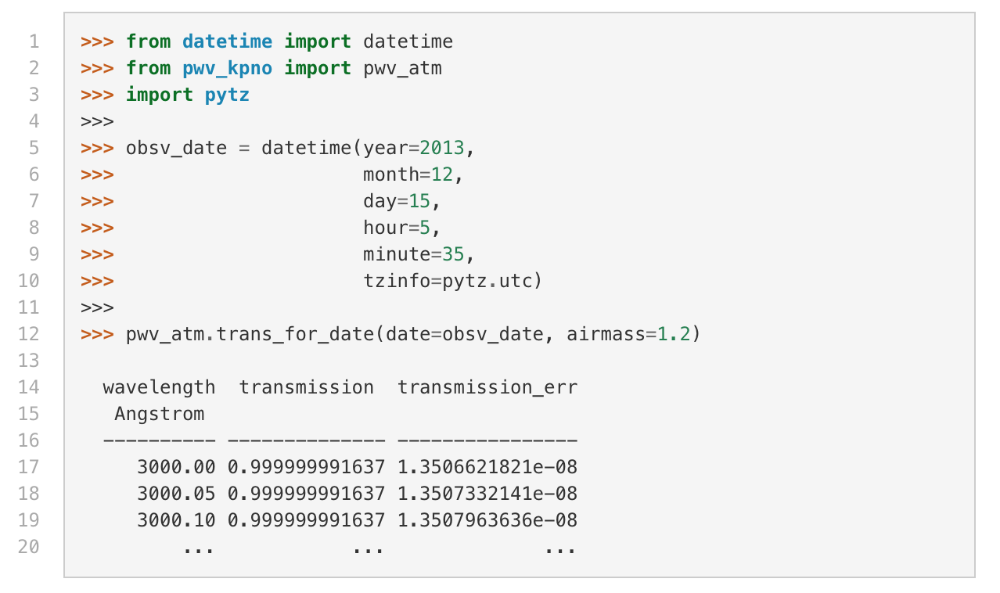 1 >>> from datetime import datetime
2 >>> from pwv_kpno import pwv_atm
3 >>> import pytz
4 >>>
5 >>> obsv_date = datetime(year=2013,
6 >>>                      month=12,
7 >>>                      day=15,
8 >>>                      hour=5,
9 >>>                      minute=35,
10 >>>                      tzinfo=pytz.utc)
11 >>>
12 >>> pwv_atm.trans_for_date(date=obsv_date, airmass=1.2)
13
14   wavelength  transmission  transmission_err
15    Angstrom
16   ---------- -------------- ----------------
17      3000.00 0.999999991637 1.3506621821e-08
18      3000.05 0.999999991637 1.3507332141e-08
19      3000.10 0.999999991637 1.3507963636e-08
20          ...            ...              ...